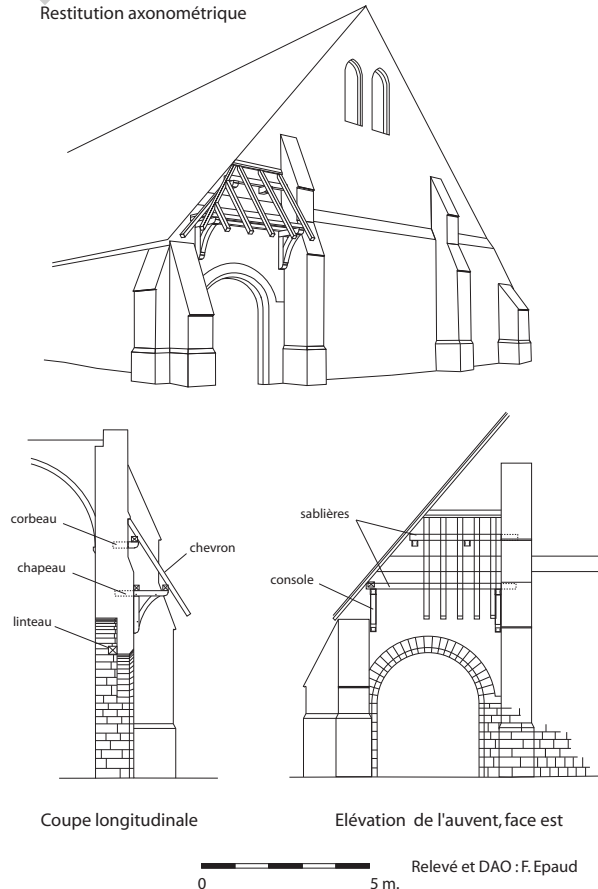 Restitution axonométrique
corbeau
chevron
chapeau
linteau
sablières
console
Coupe longitudinale
Elévation de l'auvent, face est
0
5 m.
Relevé et DAO : F. Epaud